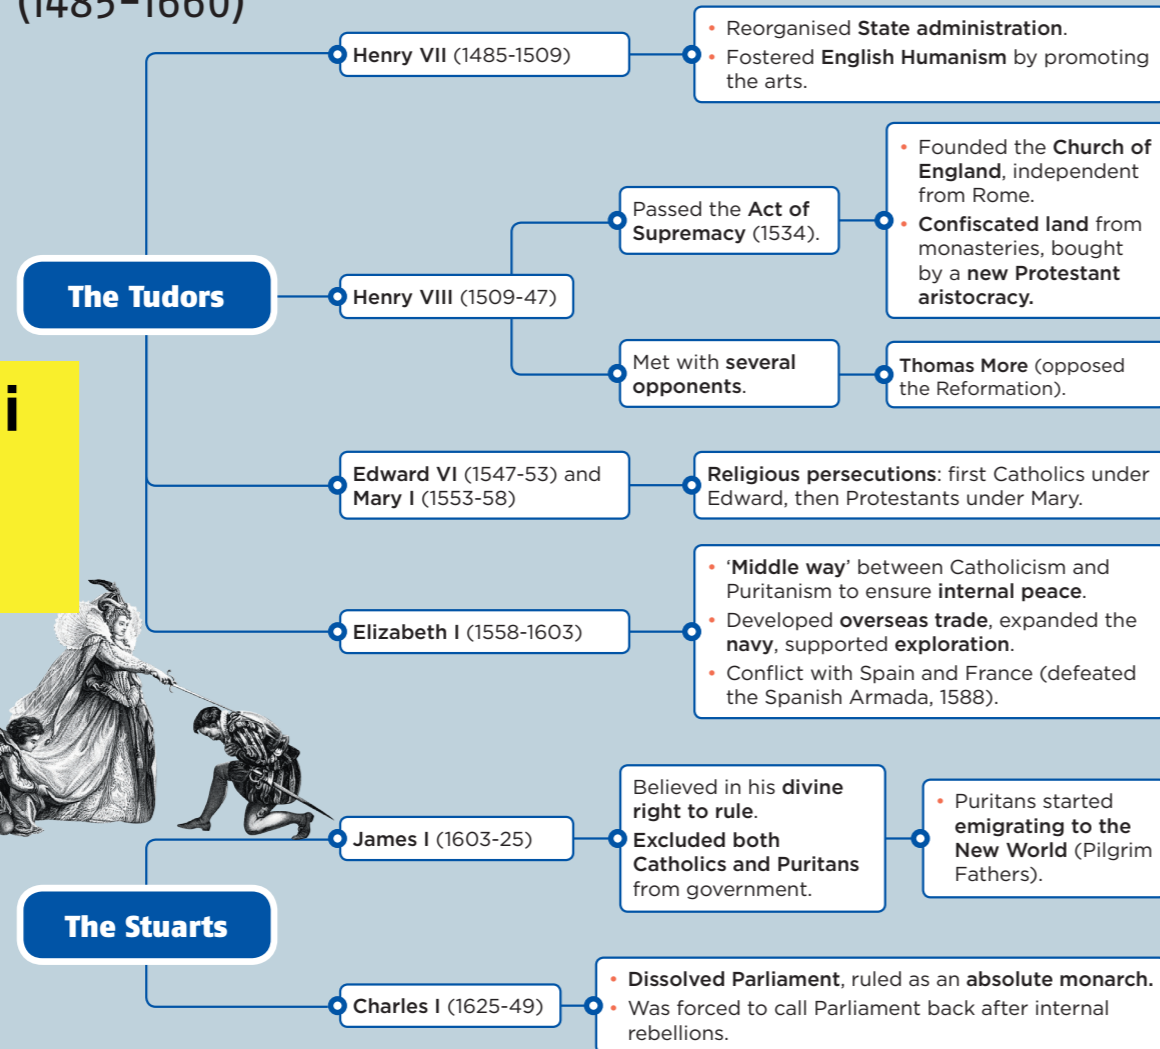 (1485–1660)
Henry VII (1485-1509)
• Reorganised State administration.
• Fostered English Humanism by promoting
the arts.
The Tudors
Henry VIII (1509-47)
Passed the Act of
Supremacy (1534).
• Founded the Church of
England, independent
from Rome.
• Confiscated land from
monasteries, bought
by a new Protestant
aristocracy.
Met with several
opponents.
Thomas More (opposed
the Reformation).
i
Edward VI (1547-53) and
Mary I (1553-58)
Religious persecutions: first Catholics under
Edward, then Protestants under Mary.
Elizabeth I (1558-1603)
• ‘Middle way’ between Catholicism and
Puritanism to ensure internal peace.
• Developed overseas trade, expanded the
navy, supported exploration.
• Conflict with Spain and France (defeated
the Spanish Armada, 1588).
The Stuarts
James I (1603-25)
Believed in his divine
right to rule.
Excluded both
Catholics and Puritans
from government.
• Puritans started
emigrating to the
New World (Pilgrim
Fathers).
Charles I (1625-49)
• Dissolved Parliament, ruled as an absolute monarch.
• Was forced to call Parliament back after internal
rebellions.